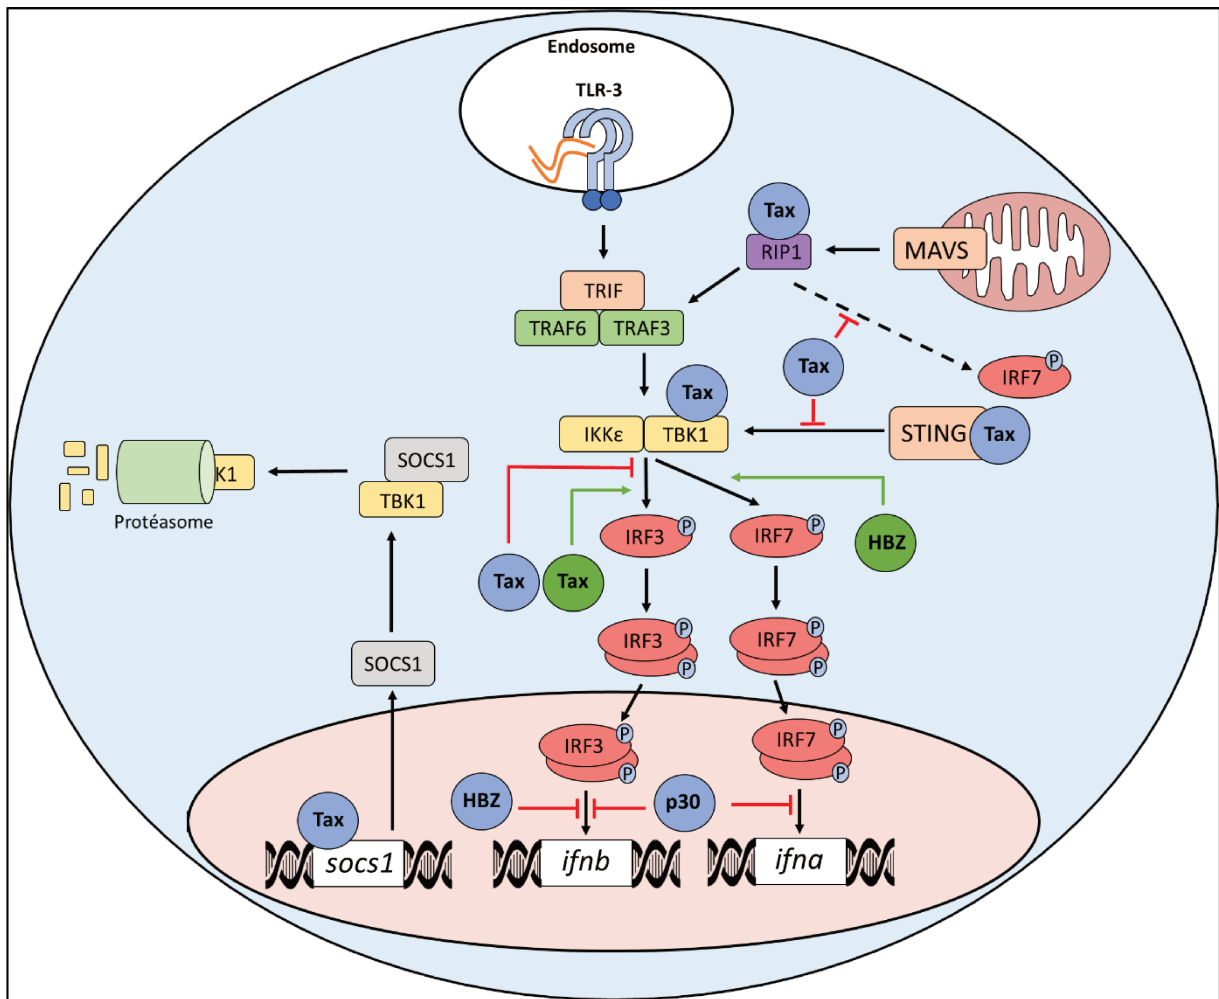 Endosome
TLR-3
Tax
RIP1
MAVS
TRIF
TRAF6
TRAF3
Tax
P
IRF7
Tax
IKKε
TBK1
STING
Tax
SOCS1
TBK1
K1
Protéasome
P
IRF3
P
IRF7
HBZ
Tax
Tax
P
IRF3
P
P
IRF7
P
SOCS1
P
IRF3
P
P
IRF7
P
HBZ
p30
Tax
socs1
ifnb
ifna